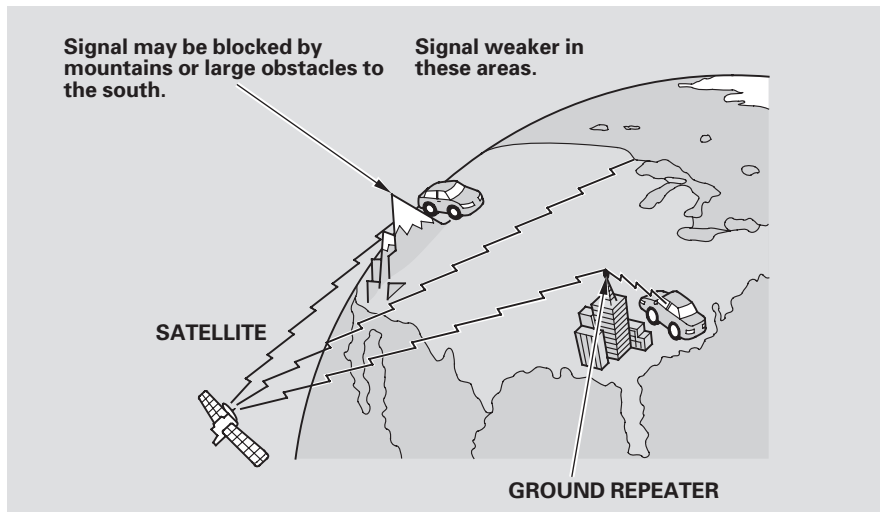 Signal may be blocked by
mountains or large obstacles to
the south.
Signal weaker in
these areas.
SATELLITE
GROUND REPEATER